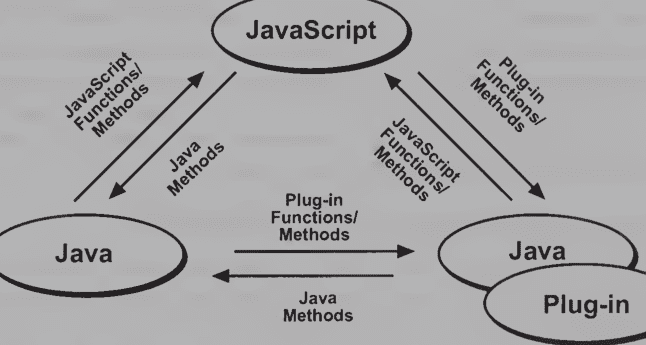 JavaScript
JavaScript
Functions/
Methods
Java
Methods
JavaScript
Functions/
Methods
Plug-in
Functions/
Methods
Plug-in
Functions/
Methods
Java
Java
Plug-in
Java
Methods